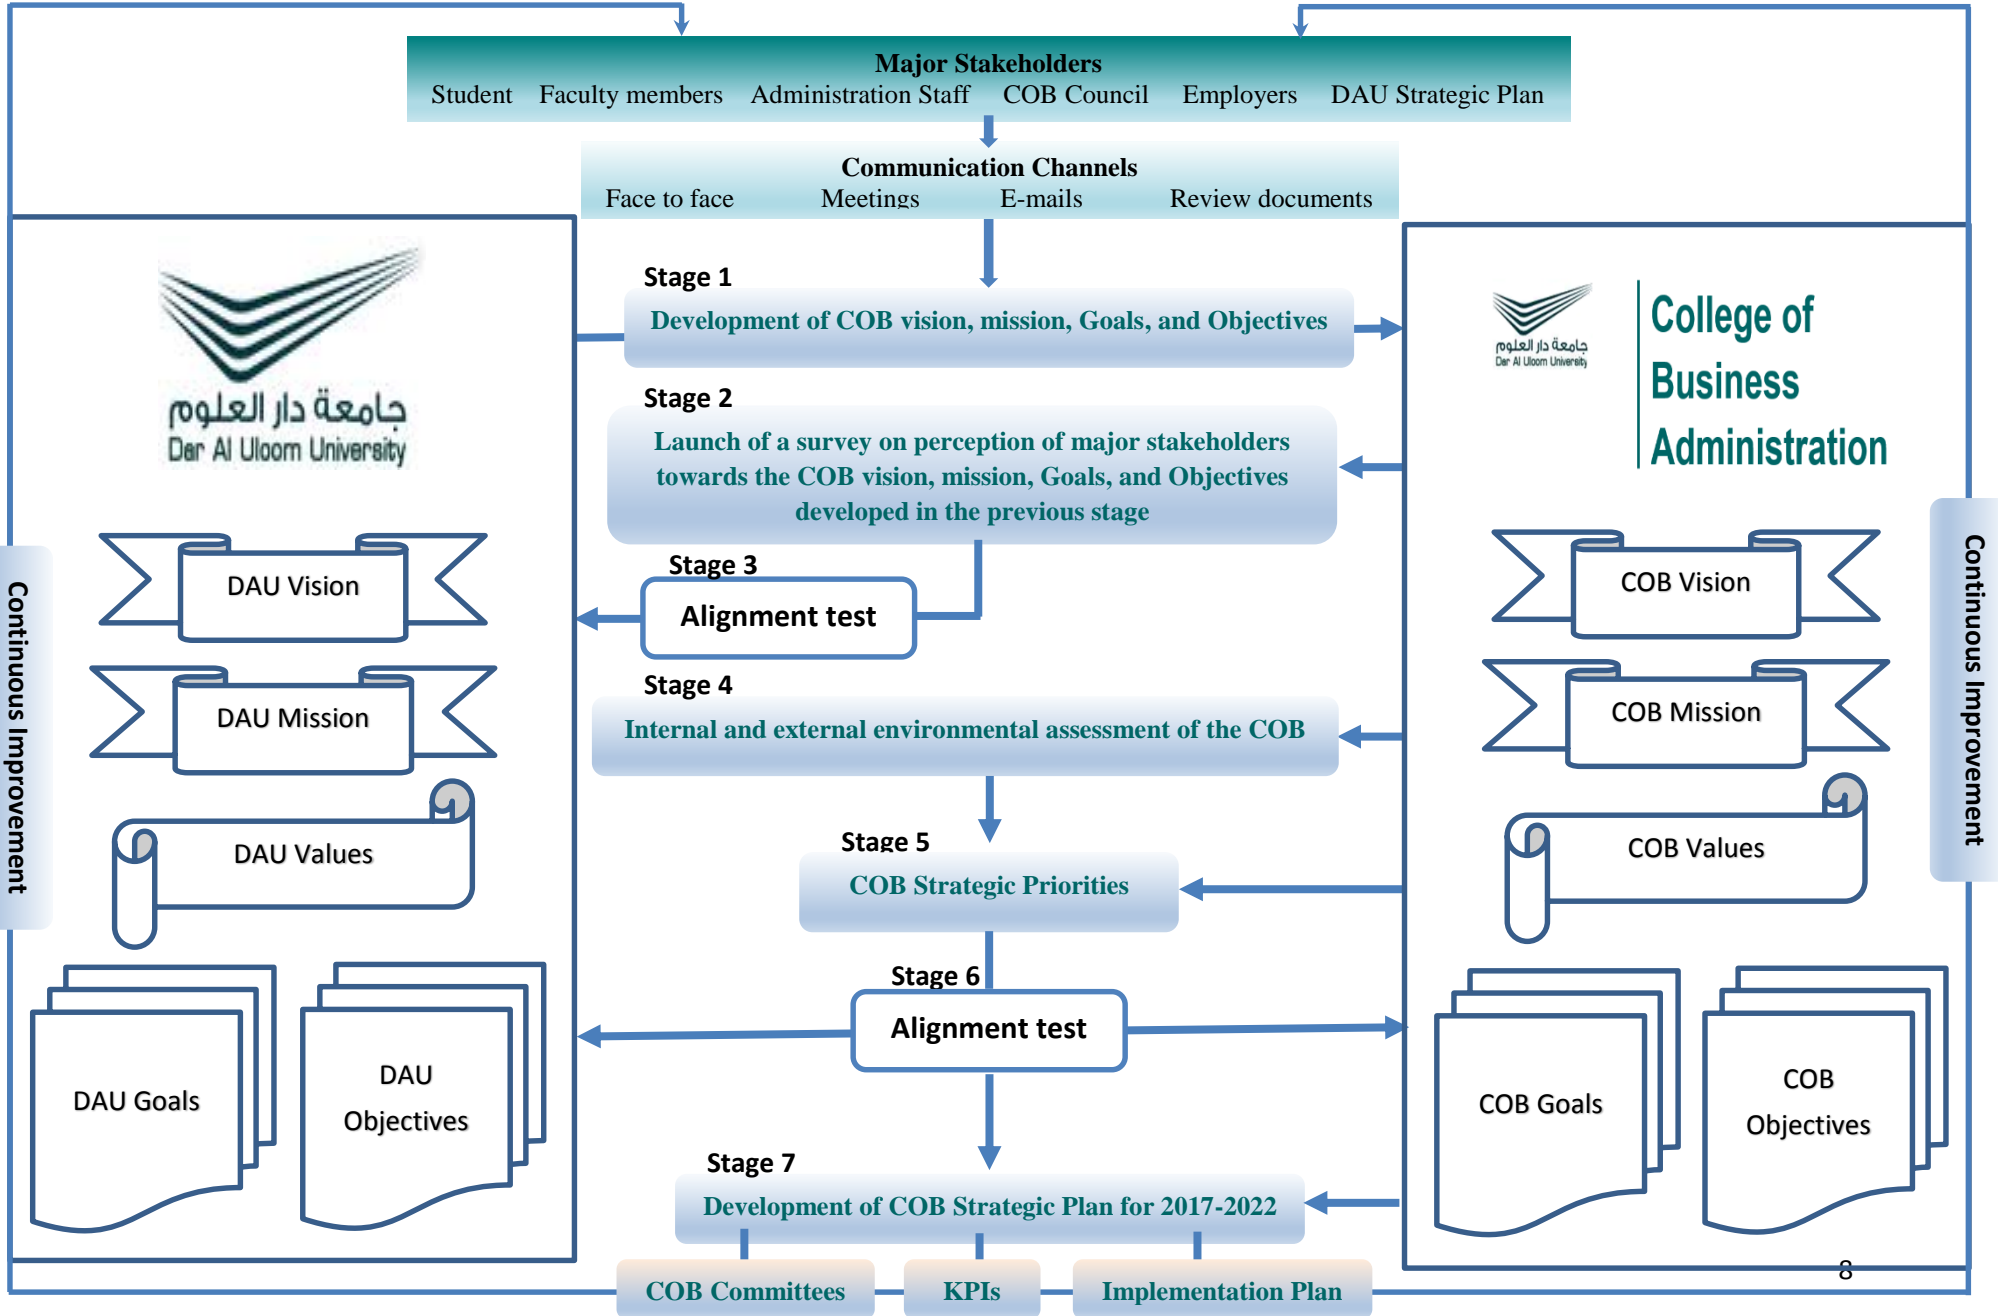 Major Stakeholders
Student Faculty members Administration Staff COB Council Employers DAU Strategic Plan
Communication Channels
Face to face Meetings E-mails Review documents
جامعة دار العلوم
Dar Al Uloom University
DAU Vision
DAU Mission
DAU Values
DAU Goals
DAU
Objectives
Continuous Improvement
Stage 1
Development of COB vision, mission, Goals, and Objectives
Stage 2
Launch of a survey on perception of major stakeholders
towards the COB vision, mission, Goals, and Objectives
developed in the previous stage
Stage 3
Alignment test
Stage 4
Internal and external environmental assessment of the COB
Stage 5
COB Strategic Priorities
Stage 6
Alignment test
Stage 7
Development of COB Strategic Plan for 2017-2022
COB Committees
KPIs
Implementation Plan
جامعة دار العلوم
Dar Al Uloom University
College of
Business
Administration
COB Vision
COB Mission
COB Values
COB Goals
COB
Objectives
Continuous Improvement
8